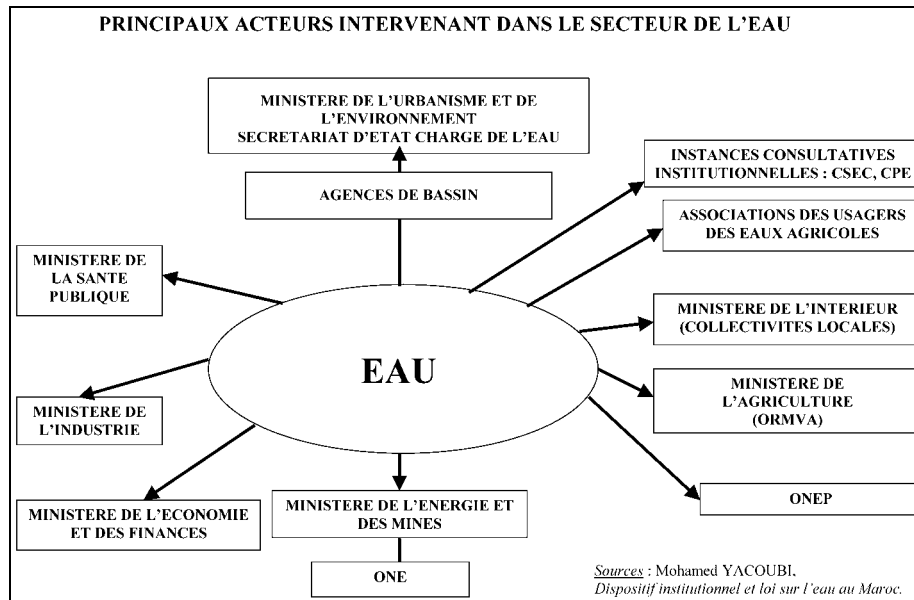 PRINCIPAUX ACTEURS INTERVENANT DANS LE SECTEUR DE L'EAU
MINISTERE DE L'URBANISME ET DE
L'ENVIRONNEMENT
SECRETARIAT D'ETAT CHARGE DE L'EAU
AGENCES DE BASSIN
INSTANCES CONSULTATIVES
INSTITUTIONNELLES : CSEC, CPE
ASSOCIATIONS DES USAGERS
DES EAUX AGRICOLES
MINISTERE DE
LA SANTE
PUBLIQUE
MINISTERE DE L'INTERIEUR
(COLLECTIVITES LOCALES)
EAU
MINISTERE DE
L'AGRICULTURE
(ORMVA)
MINISTERE DE
L'INDUSTRIE
ONEP
MINISTERE DE L'ECONOMIE
ET DES FINANCES
MINISTERE DE L'ENERGIE ET
DES MINES
ONE
Sources : Mohamed YACOUBI,
Dispositif institutionnel et loi sur l'eau au Maroc.